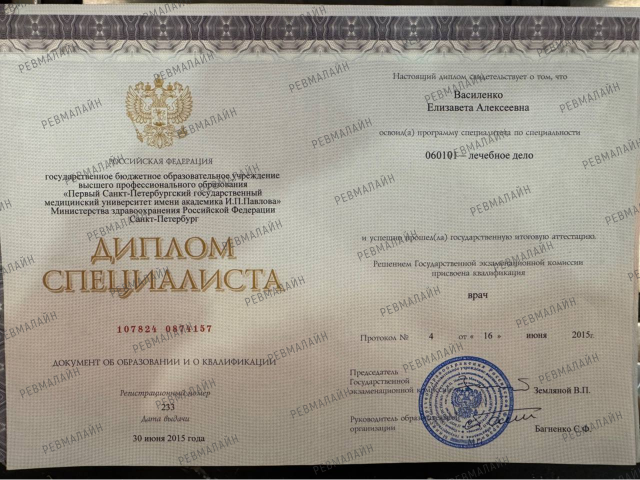 РОССИЙСКАЯ ФЕДЕРАЦИЯ
государственное бюджетное образовательное учреждение
высшего профессионального образования
«Первый Санкт-Петербургский государственный
медицинский университет имени академика И.П.Павлова»
Министерства здравоохранения Российской Федерации
Санкт-Петербург
ДИПЛОМ
СПЕЦИАЛИСТА
107824 0874157
ДОКУМЕНТ ОБ ОБРАЗОВАНИИ И О КВАЛИФИКАЦИИ
Регистрационный номер
233
Дата выдачи
30 июня 2015 года
Настоящий диплом свидетельствует о том, что
Василенко
Елизавета Алексеевна
освоил(а) программу специалитета по специальности
060101 – лечебное дело
и успешно прошел(ла) государственную итоговую аттестацию.
Решением Государственной экзаменационной комиссии
присвоена квалификация
врач
Протокол № 4 от « 16 » июня 2015г.
Председатель
Государственной
экзаменационной комиссии Земляной В.П.
Руководитель образовательной
организации Багненко С.Ф.
РЕВМАЛАЙН